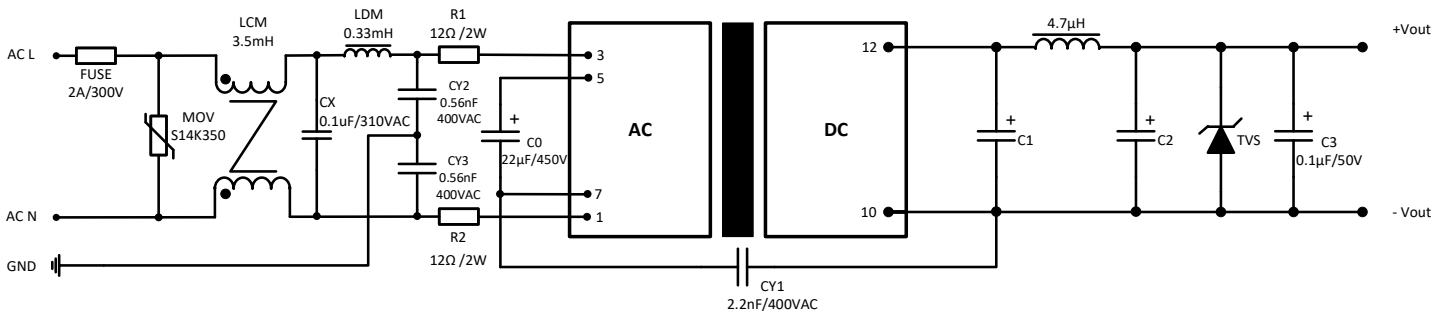 LCM
3.5mH
LDM
0.33mH
R1
12Ω /2W
4.7μH
+Vout
AC L
FUSE
2A/300V
3
5
12
MOV
S14K350
CX
0.1uF/310VAC
CY2
0.56nF
400VAC
+
C0
22μF/450V
AC
DC
+
C1
+
C2
TVS
+
C3
0.1μF/50V
CY3
0.56nF
400VAC
7
1
10
AC N
- Vout
R2
12Ω /2W
GND
CY1
2.2nF/400VAC